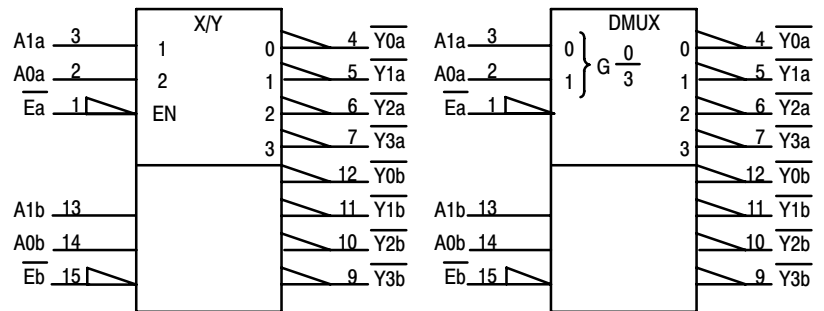 X/Y DMUX
A1a 3 1 0 4 Y0a A1a 3 0 0 4 Y0a
A0a 2 2 1 5 Y1a A0a 2 1 } G 0/3 1 5 Y1a
Ea 1 EN 2 6 Y2a Ea 1 2 6 Y2a
3 7 Y3a 3 7 Y3a
12 Y0b 12 Y0b
A1b 13 11 Y1b A1b 13 11 Y1b
A0b 14 10 Y2b A0b 14 10 Y2b
Eb 15 9 Y3b Eb 15 9 Y3b